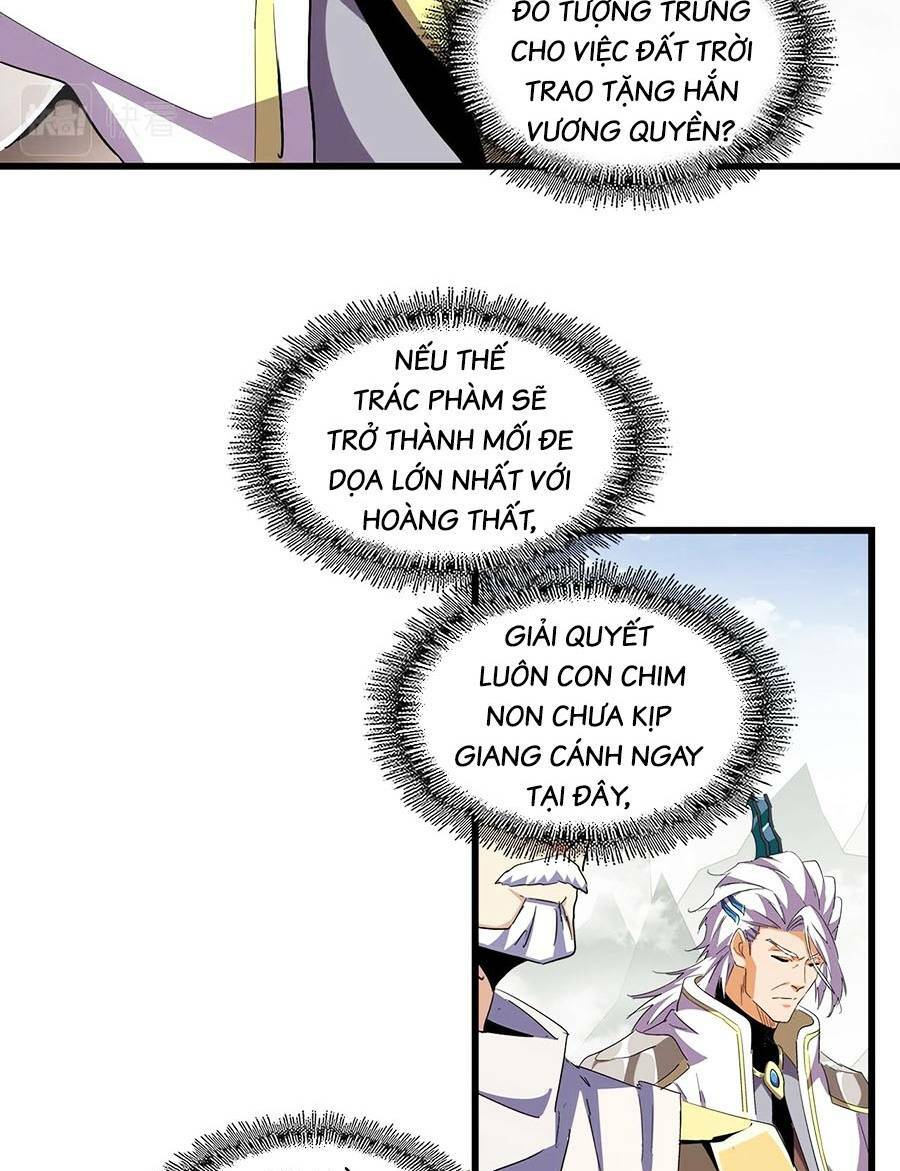 ĐÓ TƯỢNG TRƯNG
CHO VIỆC ĐẤT TRỜI
TRAO TẶNG HẮN
VƯƠNG QUYỀN?
快看
NẾU THẾ
TRÁC PHÀM SẼ
TRỞ THÀNH MỐI ĐE
DỌA LỚN NHẤT VỚI
HOÀNG THẤT,
GIẢI QUYẾT
LUÔN CON CHIM
NON CHƯA KỊP
GIANG CÁNH NGAY
TẠI ĐÂY,